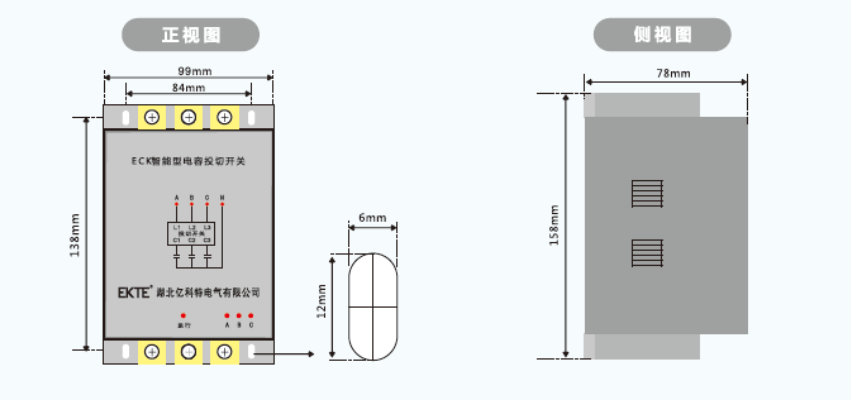 正视图
侧视图
99mm
84mm
78mm
ECK智能型电容投切开关
A B C N
L1 L2 L3
投切开关
C1 C2 C3
138mm
6mm
12mm
158mm
EKTE+ 湖北亿科特电气有限公司
运行 A B C